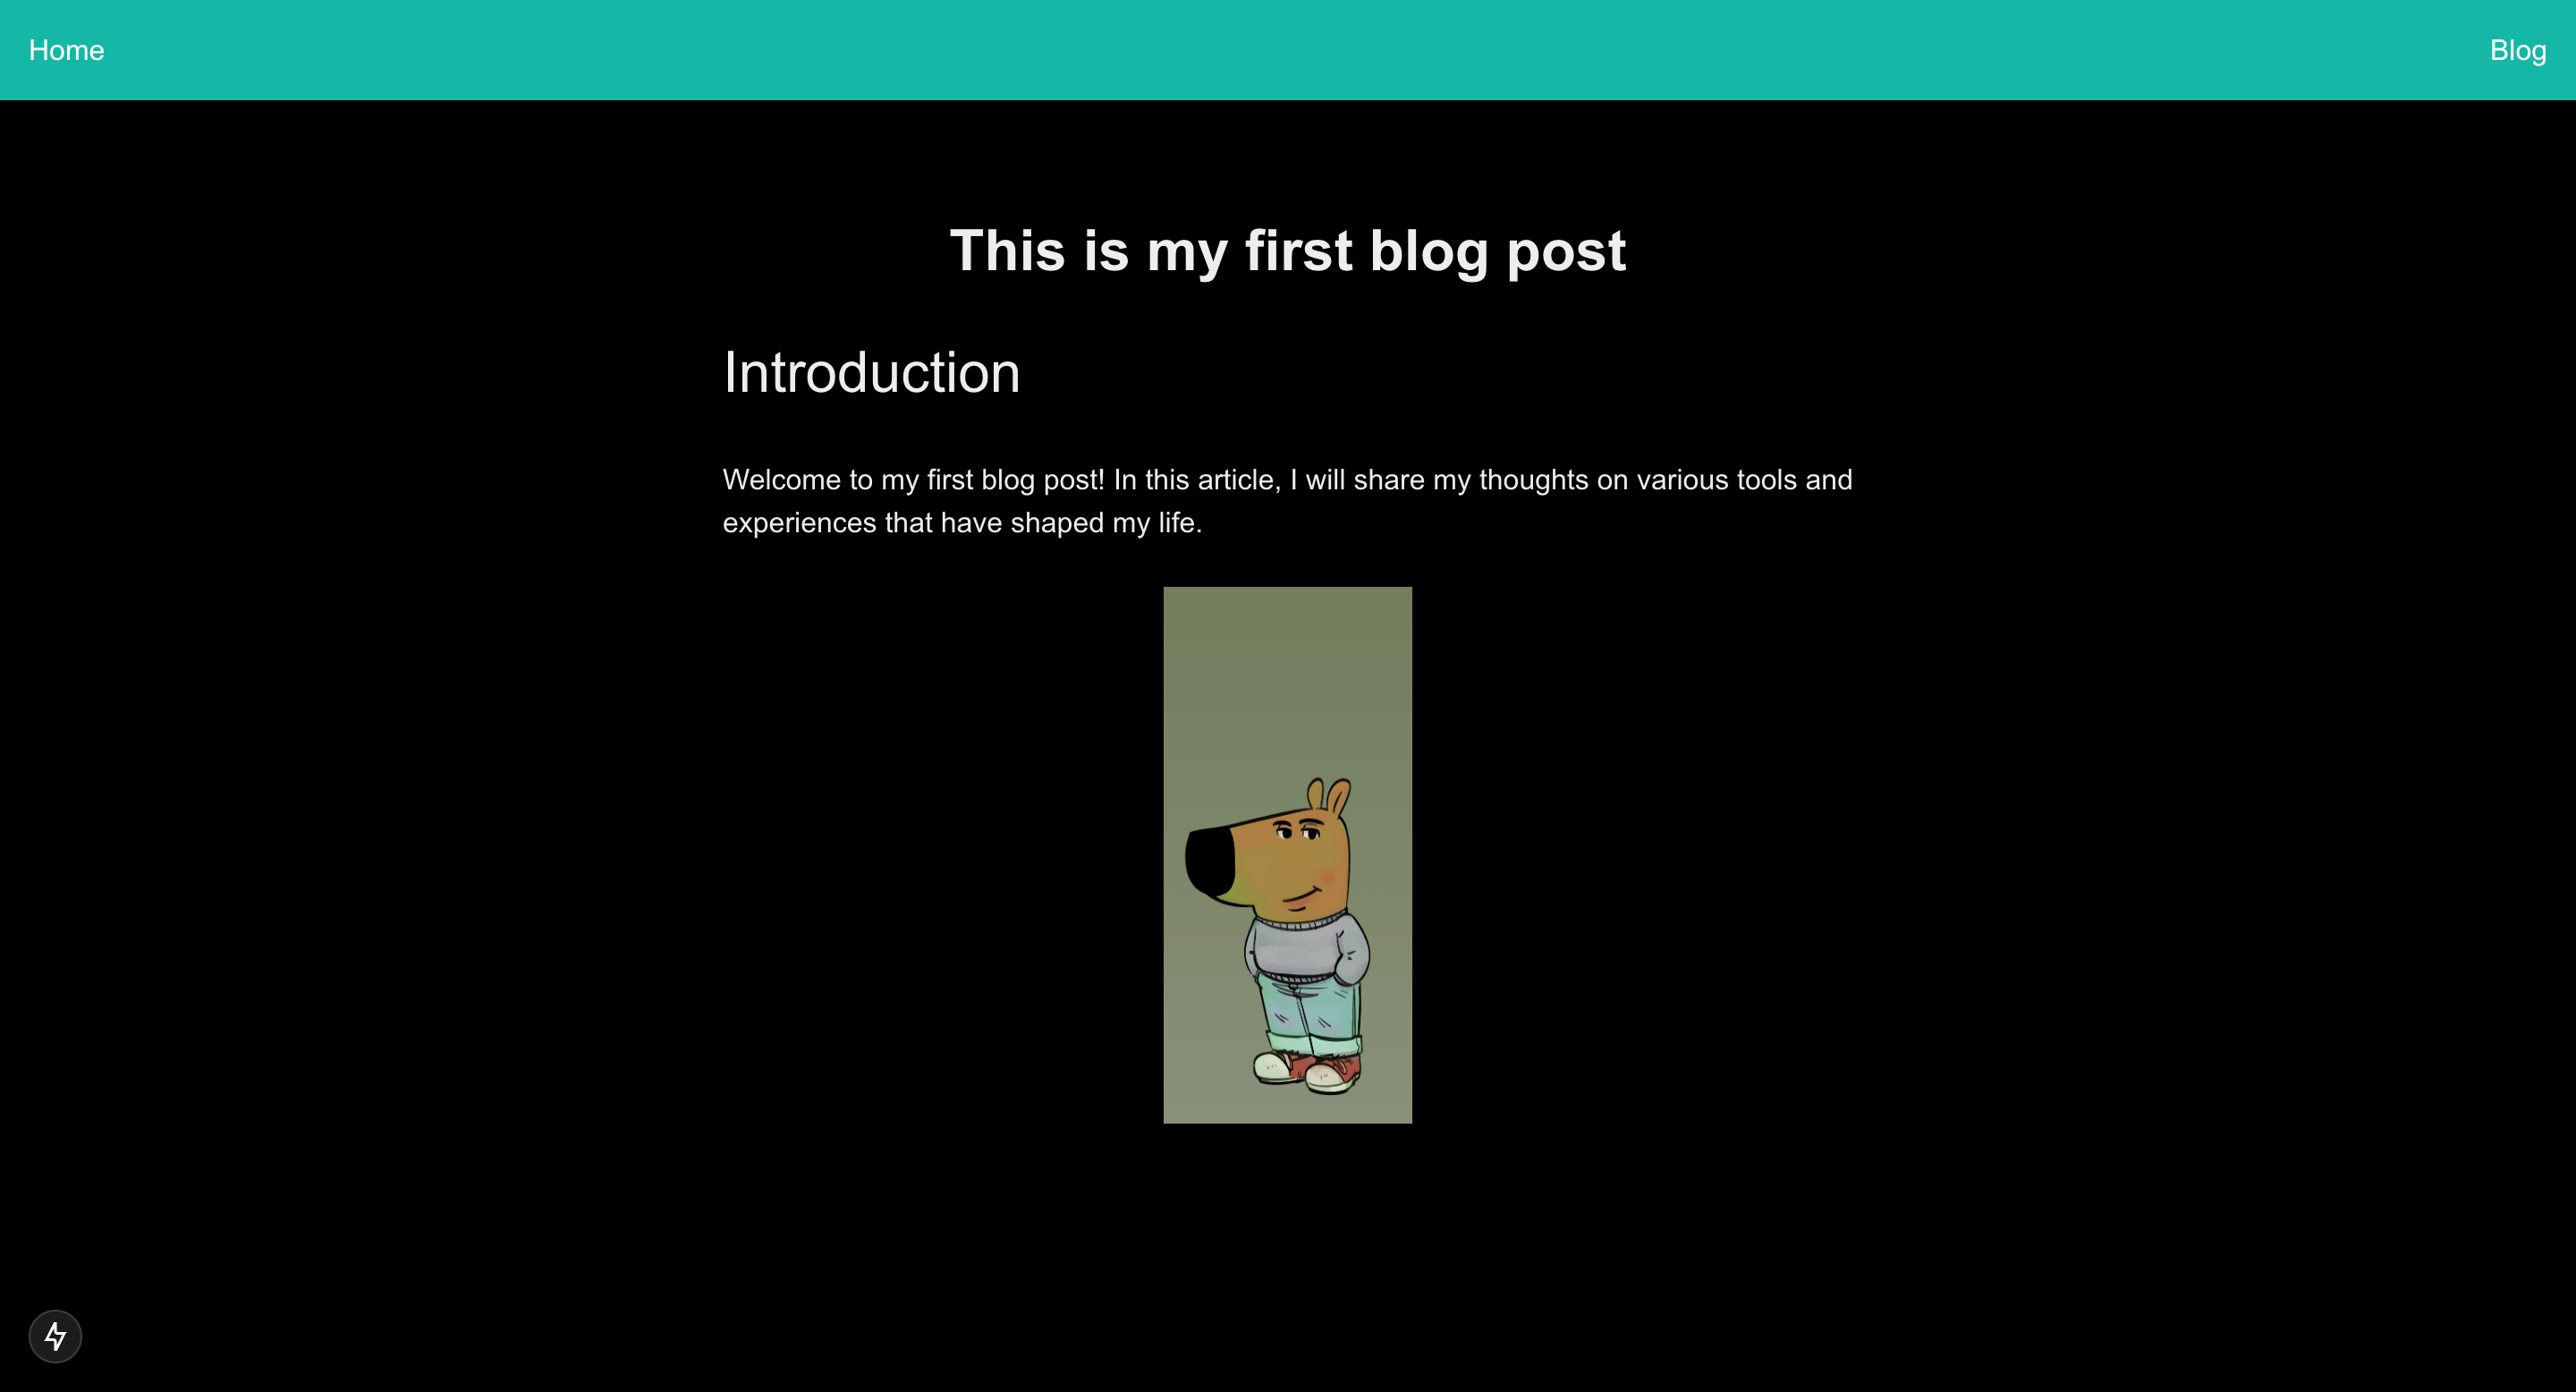 Home
Blog
This is my first blog post
Introduction
Welcome to my first blog post! In this article, I will share my thoughts on various tools and
experiences that have shaped my life.